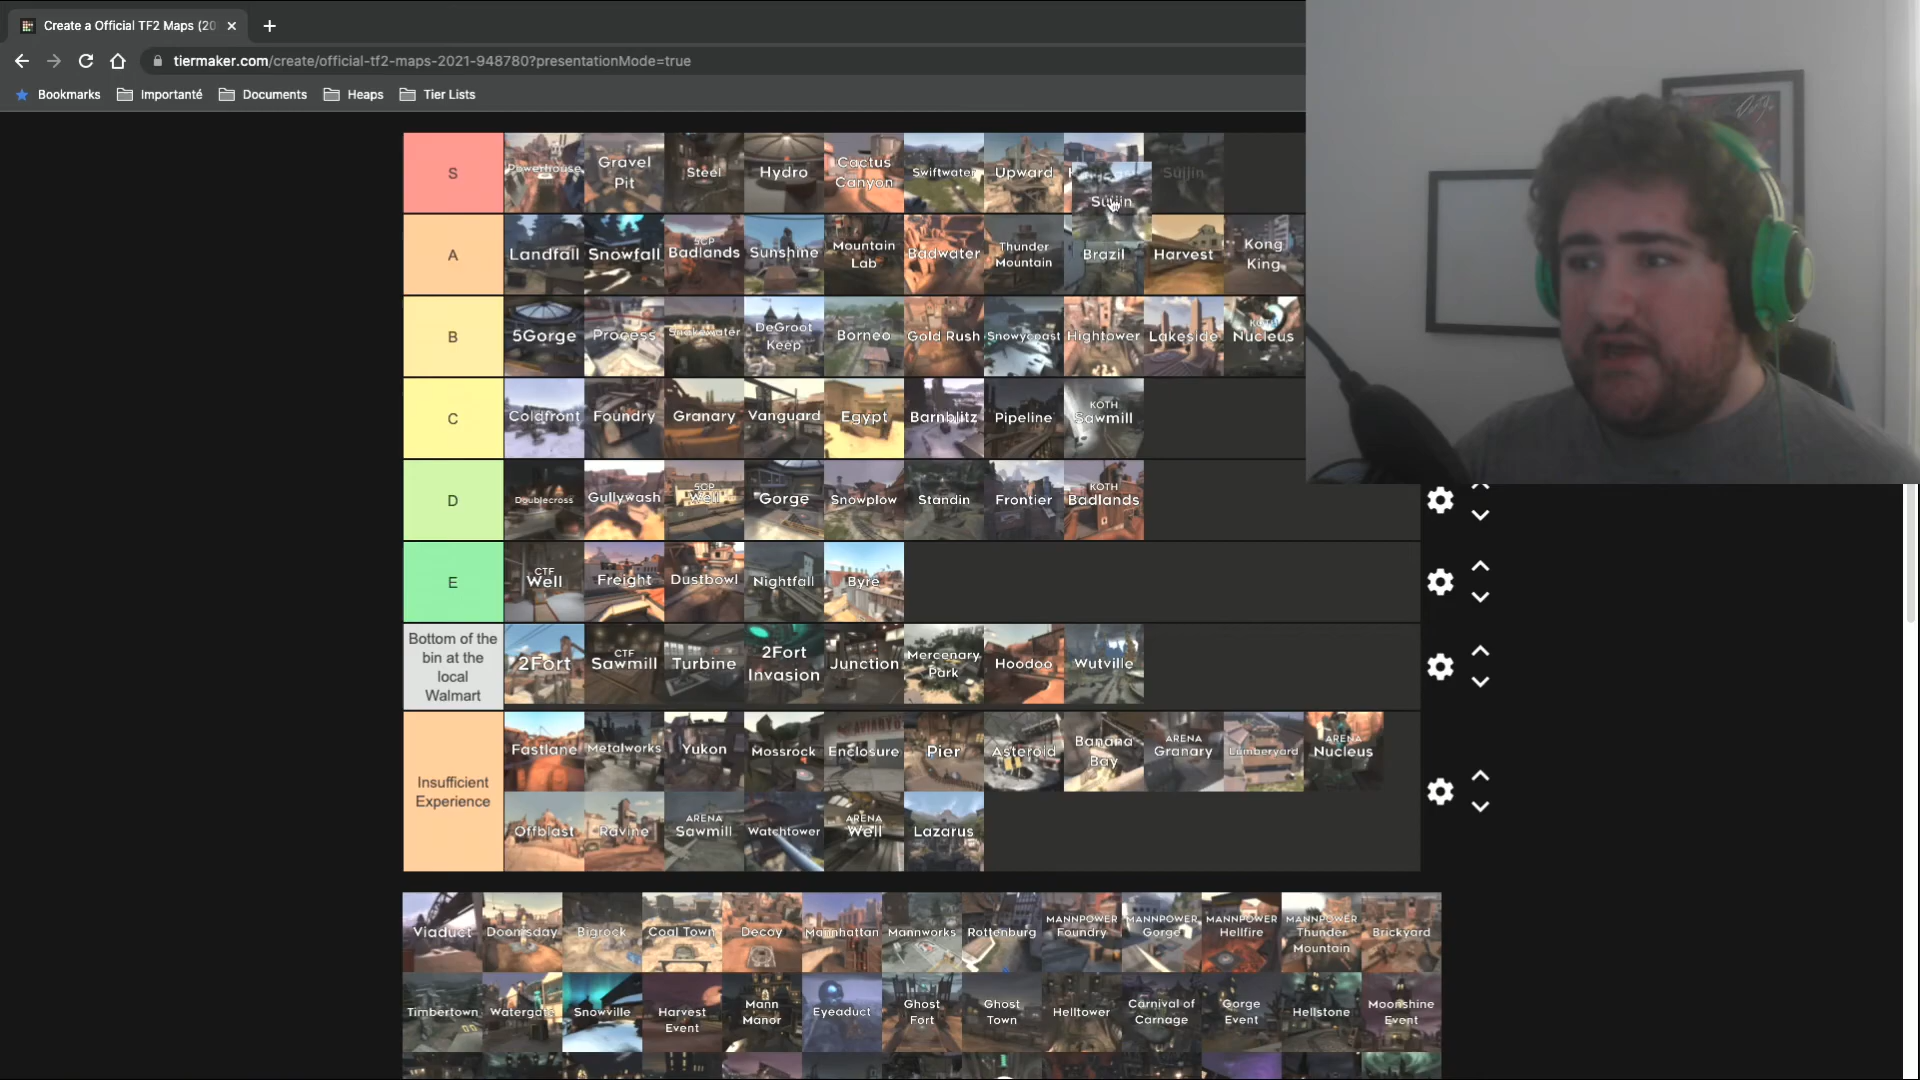 Create a Official TF2 Maps (20
tiermaker.com/create/official-tf2-maps-2021-948780?presentationMode=true
Bookmarks Importanté Documents Heaps Tier Lists
S
Powerhouse Gravel Pit Steel Hydro Cactus Canyon Swiftwater Upward Suijin Suijin
A
Landfall Snowfall 5CP Badlands Sunshine Mountain Lab Badwater Thunder Mountain Brazil Harvest Kong King
B
5Gorge Process Snakewater DeGroot Keep Borneo Gold Rush Snowycoast Hightower Lakeside KOTH Nucleus
C
Coldfront Foundry Granary Vanguard Egypt Barnblitz Pipeline KOTH Sawmill
D
Doublecross Gullywash 5CP Well Gorge Snowplow Standin Frontier KOTH Badlands
E
CTF Well Freight Dustbowl Nightfall Byre
Bottom of the
bin at the
local
Walmart
2Fort CTF Sawmill Turbine 2Fort Invasion Junction Mercenary Park Hoodoo Wutville
Insufficient
Experience
Fastlane Metalworks Yukon Mossrock Enclosure Pier Asteroid Banana Bay ARENA Granary Lumberyard ARENA Nucleus
Offblast Ravine ARENA Sawmill Watchtower ARENA Well Lazarus
Viaduct Doomsday Bigrock Coal Town Decoy Mannhattan Mannworks Rottenburg MANNPOWER Foundry MANNPOWER Gorge MANNPOWER Hellfire MANNPOWER Thunder Mountain Brickyard
Timbertown Watergate Snowville Harvest Event Mann Manor Eyeaduct Ghost Fort Ghost Town Helltower Carnival of Carnage Gorge Event Hellstone Moonshine Event